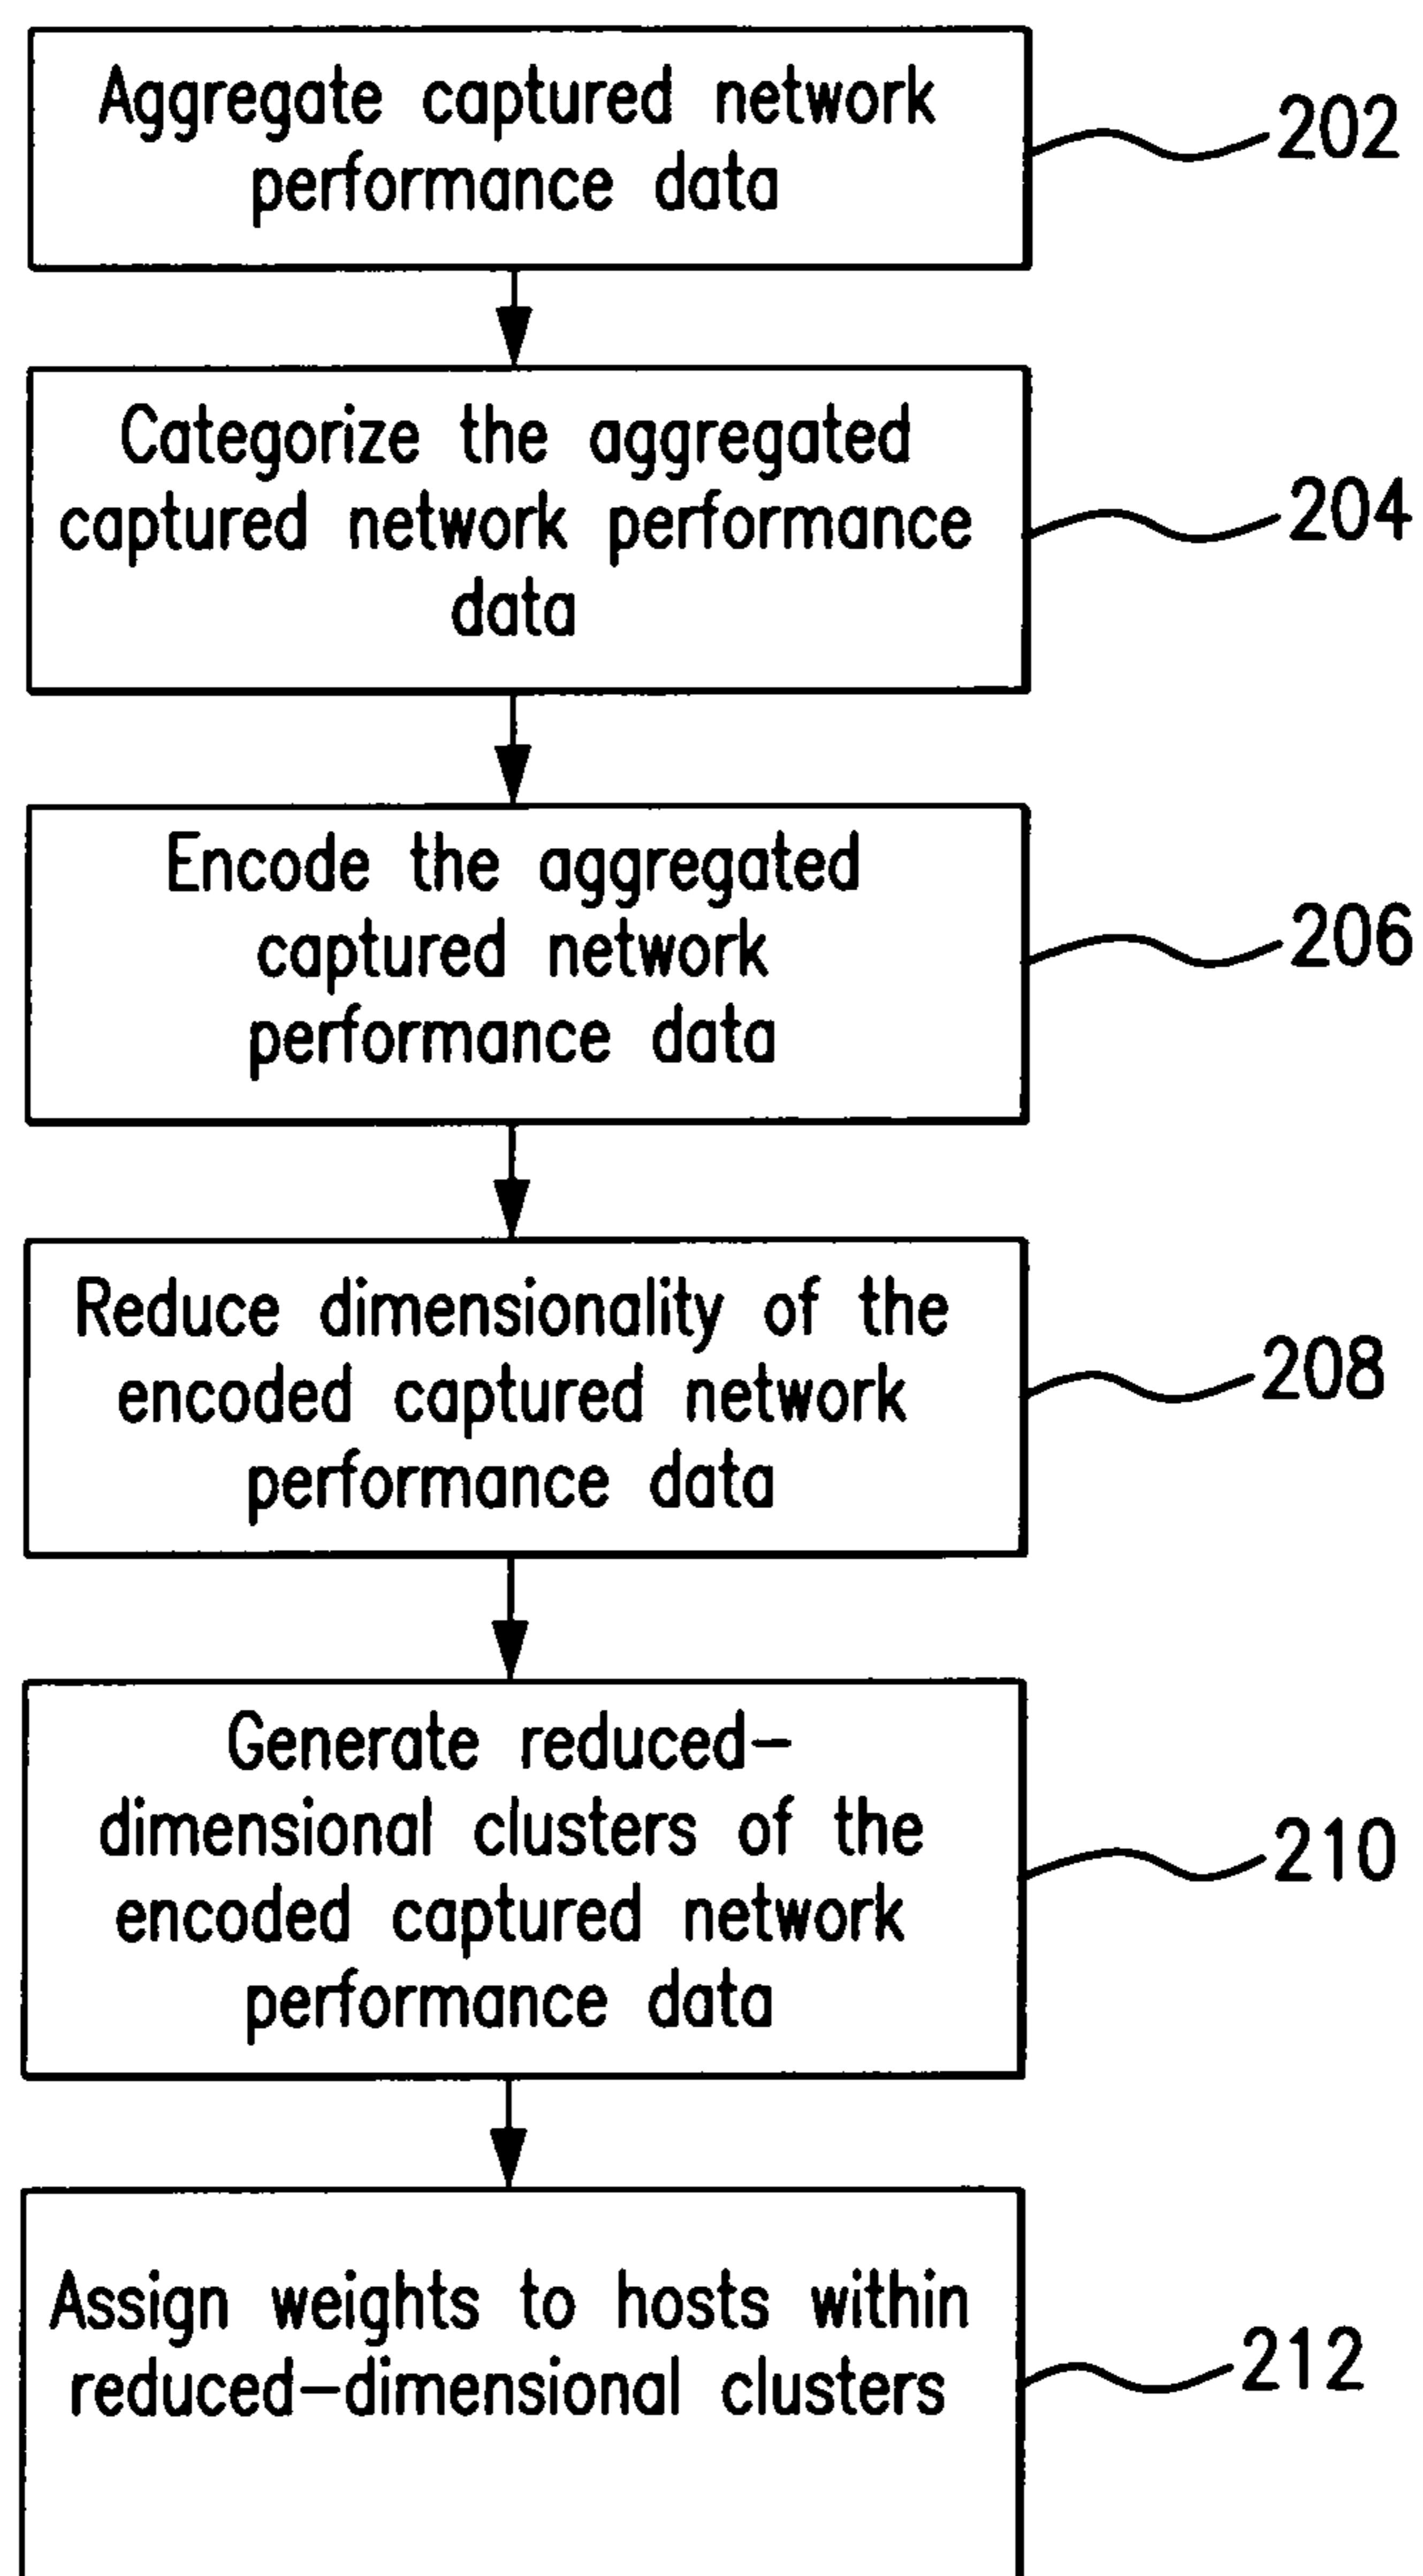 Aggregate captured network
performance data
202
Categorize the aggregated
captured network performance
data
204
Encode the aggregated
captured network
performance data
206
Reduce dimensionality of the
encoded captured network
performance data
208
Generate reduced-
dimensional clusters of the
encoded captured network
performance data
210
Assign weights to hosts within
reduced-dimensional clusters
212